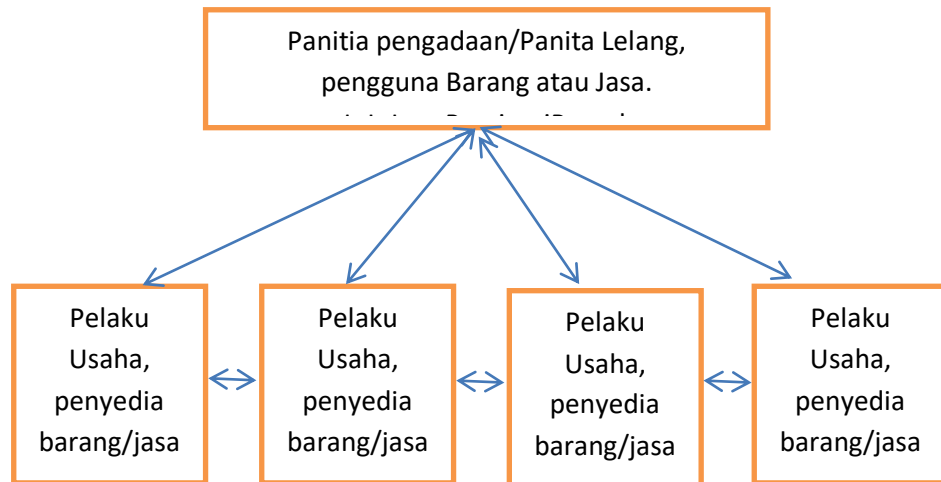 Panitia pengadaan/Panita Lelang,
pengguna Barang atau Jasa.
Pelaku
Usaha,
penyedia
barang/jasa
Pelaku
Usaha,
penyedia
barang/jasa
Pelaku
Usaha,
penyedia
barang/jasa
Pelaku
Usaha,
penyedia
barang/jasa